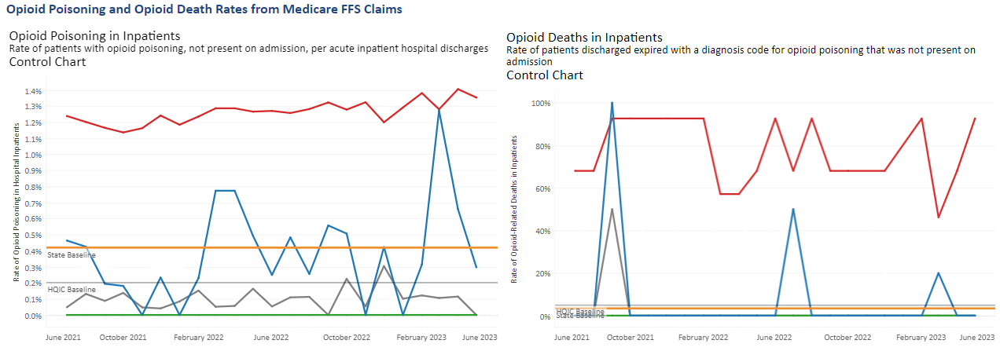 Opioid Poisoning and Opioid Death Rates from Medicare FFS Claims
Opioid Poisoning in Inpatients
Rate of patients with opioid poisoning, not present on admission, per acute inpatient hospital discharges
Control Chart
Rate of Opioid Poisoning in Hospital Inpatients
1.4%
1.3%
1.2%
1.1%
1.0%
0.9%
0.8%
0.7%
0.6%
0.5%
0.4%
0.3%
0.2%
0.1%
0.0%
State Baseline
HQIC Baseline
June 2021
October 2021
February 2022
June 2022
October 2022
February 2023
June 2023
Opioid Deaths in Inpatients
Rate of patients discharged expired with a diagnosis code for opioid poisoning that was not present on
admission
Control Chart
Rate of Opioid-Related Deaths in Inpatients
100%
80%
60%
40%
20%
0%
HQIC Baseline
State Baseline
June 2021
October 2021
February 2022
June 2022
October 2022
February 2023
June 2023